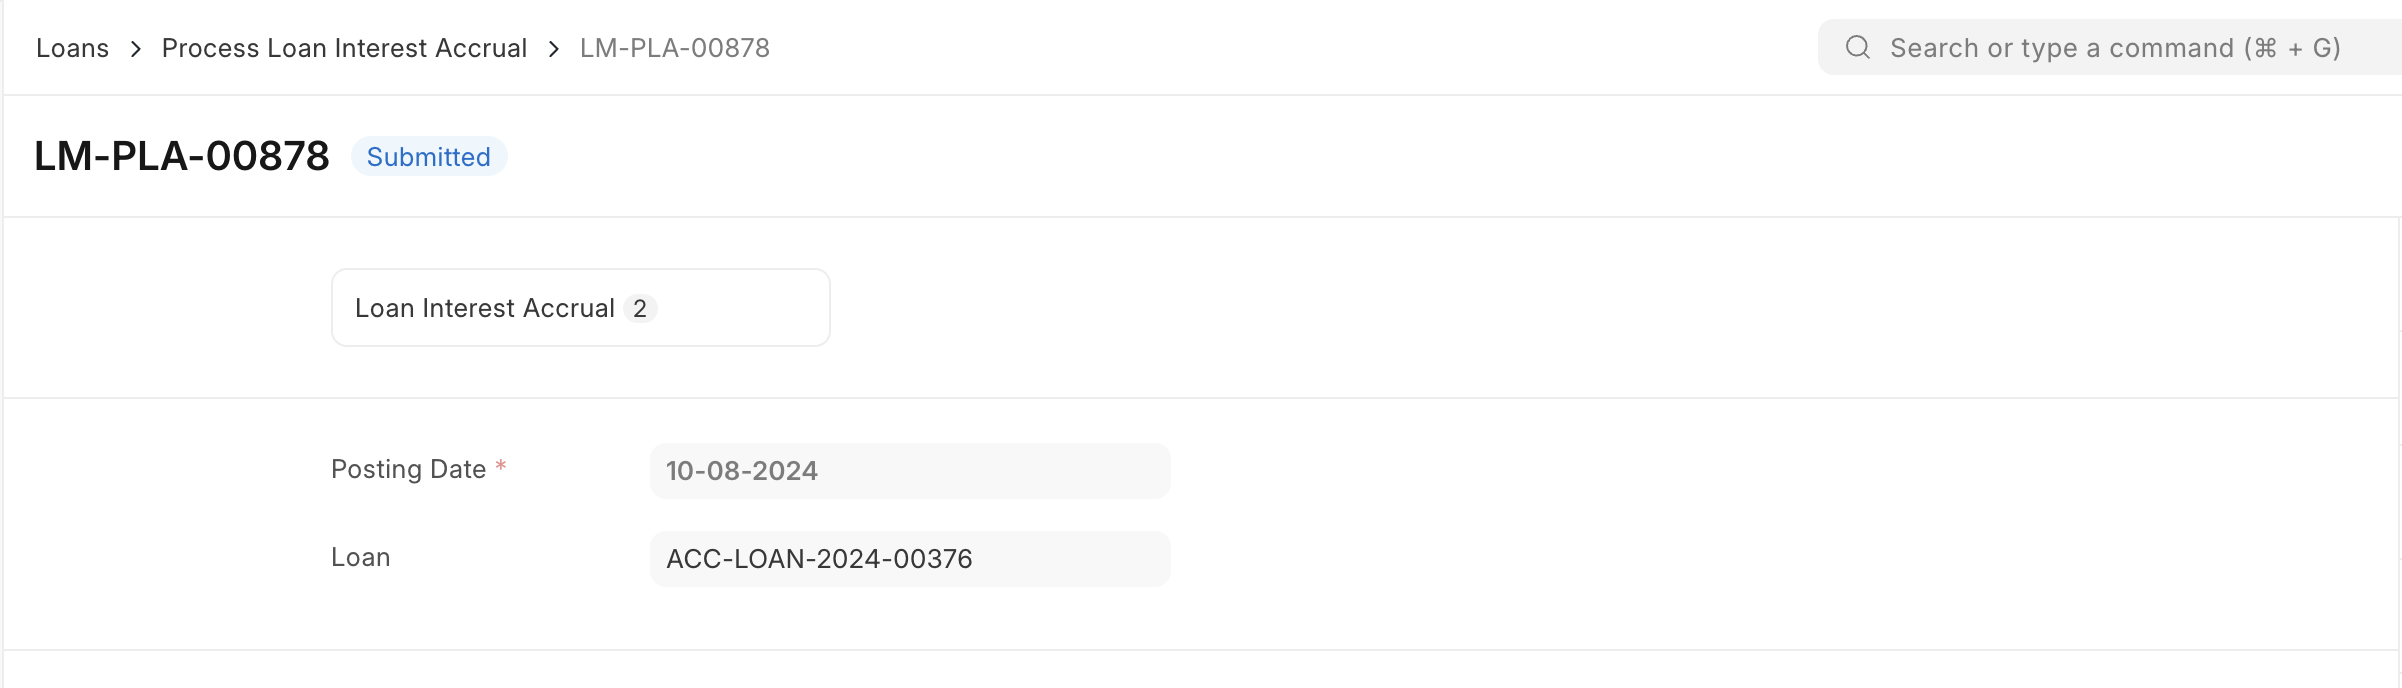 Loans > Process Loan Interest Accrual > LM-PLA-00878
Search or type a command (⌘ + G)
LM-PLA-00878 Submitted
Loan Interest Accrual 2
Posting Date * 10-08-2024
Loan ACC-LOAN-2024-00376